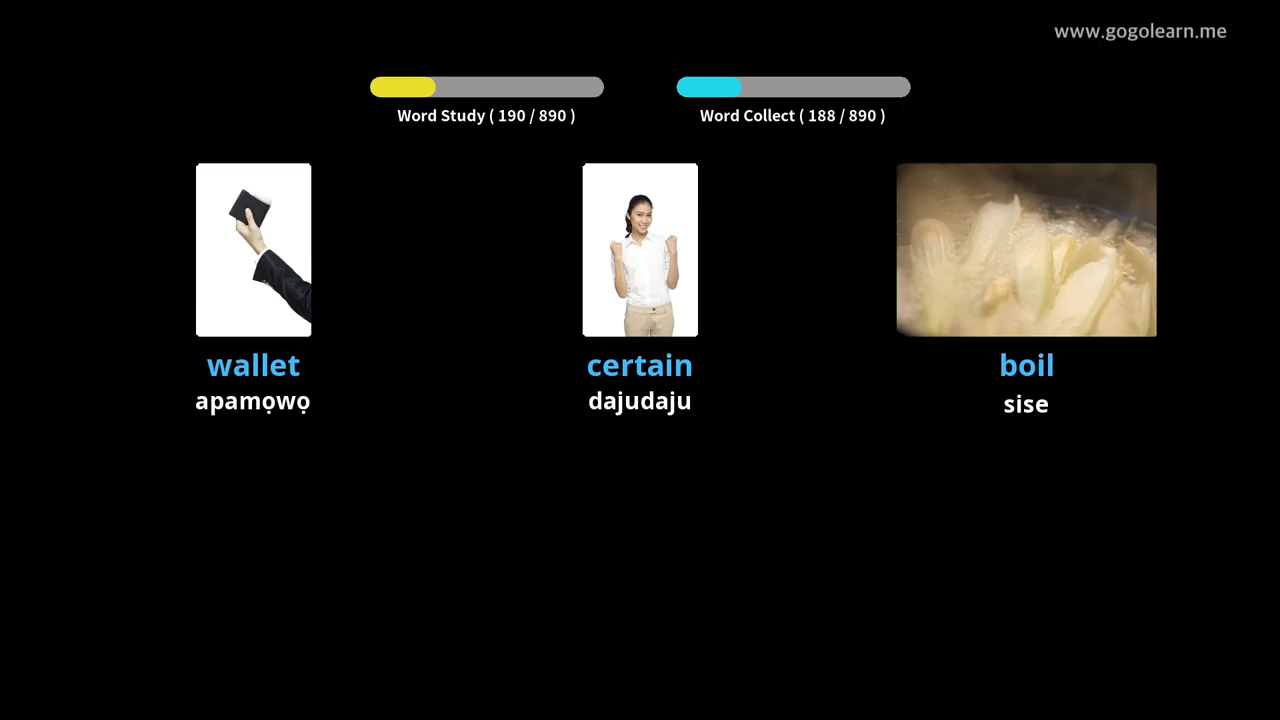 www.gogolearn.me
Word Study ( 190 / 890 )
Word Collect ( 188 / 890 )
wallet
apamọwọ
certain
dajudaju
boil
sise